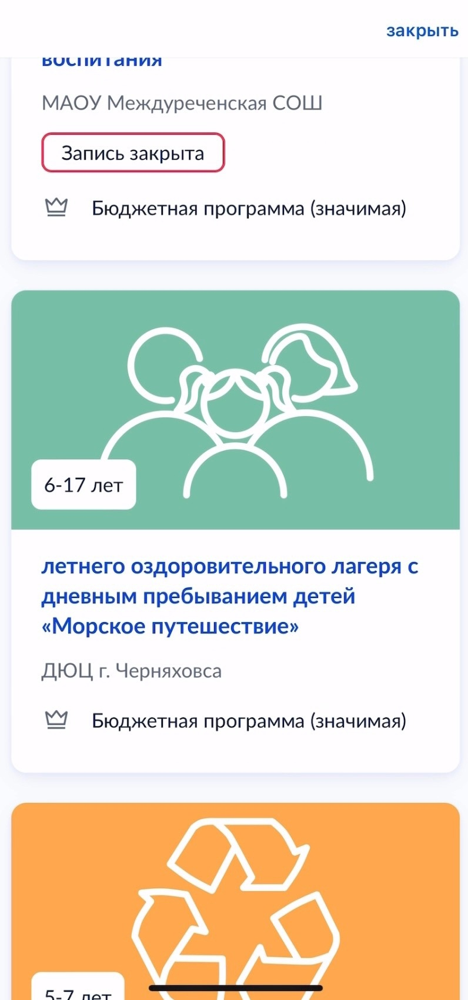 закрыть
воспитания
МАОУ Междуреченская СОШ
Запись закрыта
Бюджетная программа (значимая)
6-17 лет
летнего оздоровительного лагеря с
дневным пребыванием детей
«Морское путешествие»
ДЮЦ г. Черняховса
Бюджетная программа (значимая)
5-7 лет